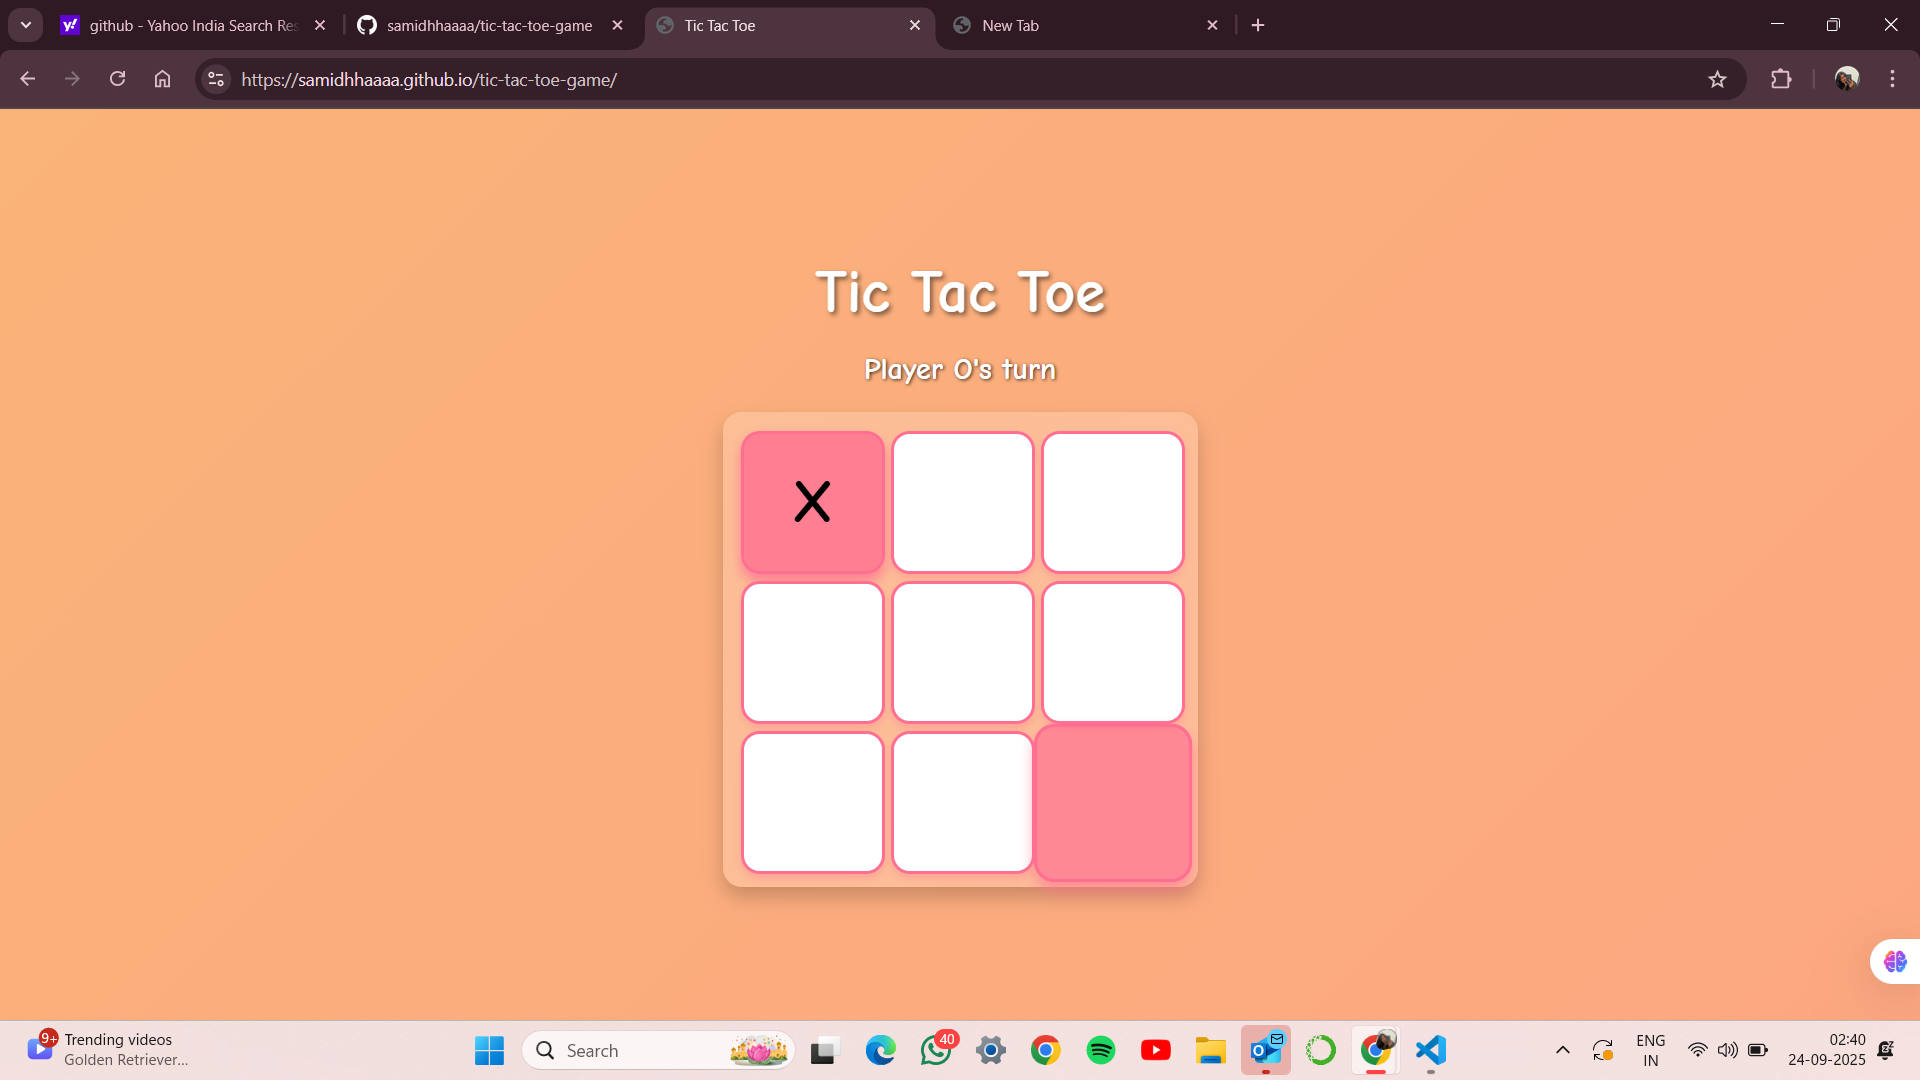 github - Yahoo India Search Res
samidhhaaaa/tic-tac-toe-game
Tic Tac Toe
New Tab
https://samidhhaaaa.github.io/tic-tac-toe-game/
Tic Tac Toe
Player O's turn
X
9+
Trending videos
Golden Retriever...
Search
40
ENG
IN
02:40
24-09-2025